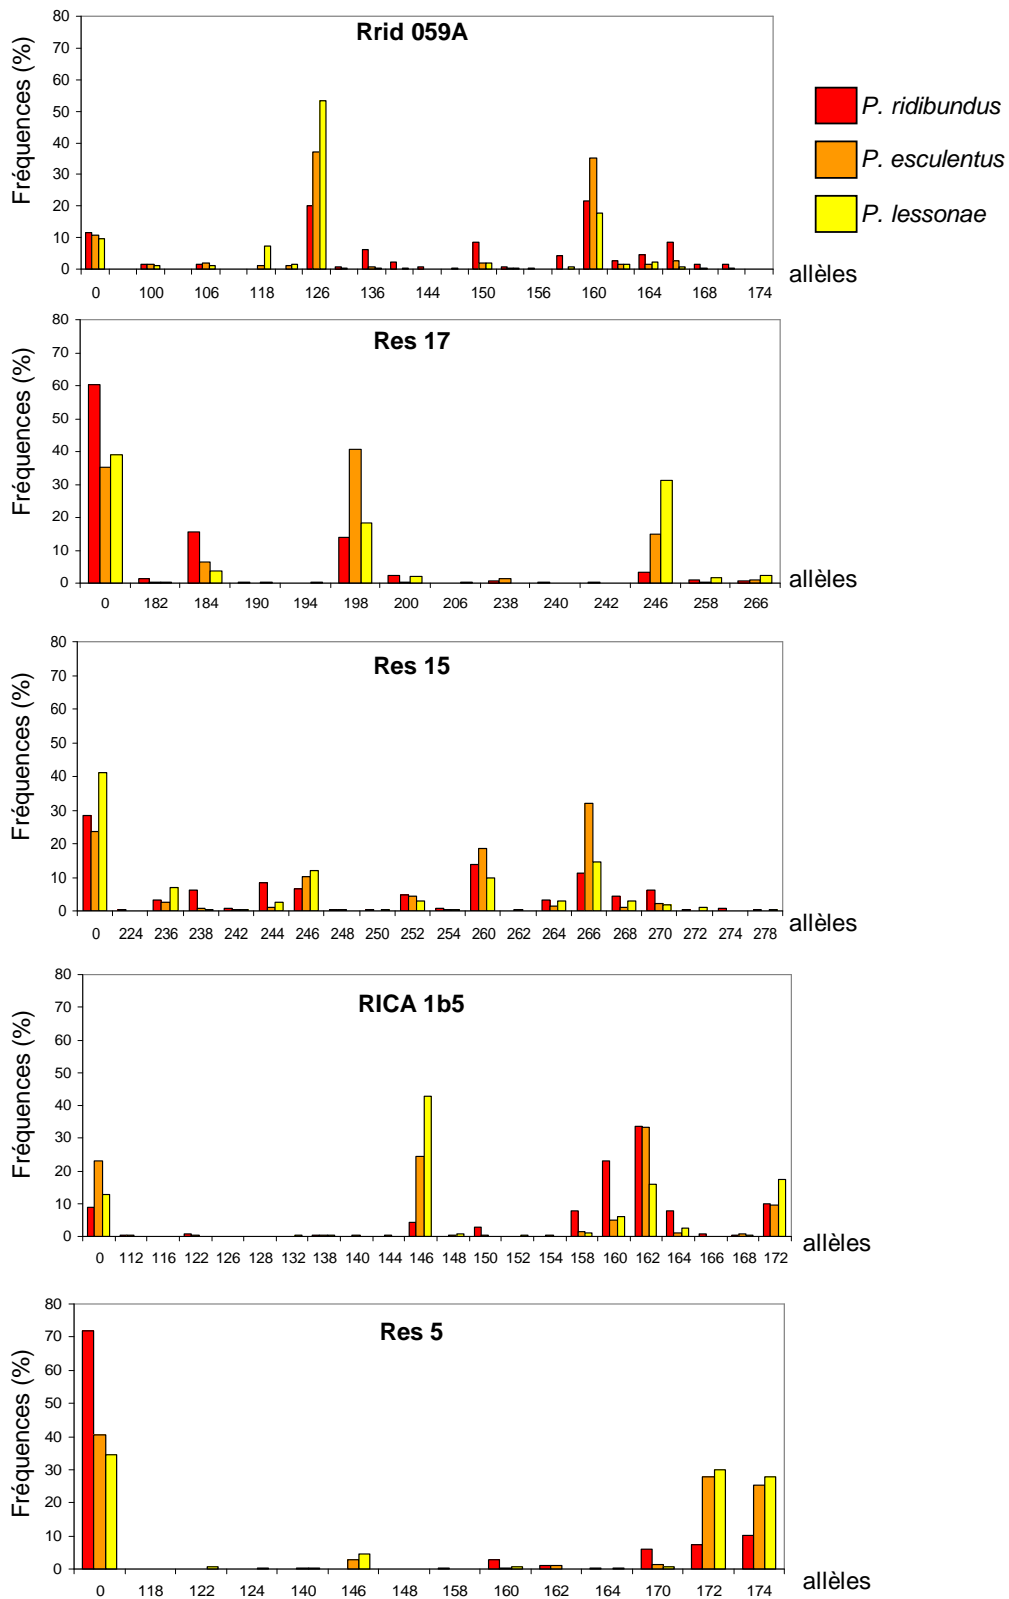 Rrid 059A
Fréquences (%)
80
70
60
50
40
30
20
10
0
0 100 106 118 126 136 144 150 156 160 164 168 174
allèles
P. ridibundus
P. esculentus
P. lessonae
Res 17
Fréquences (%)
80
70
60
50
40
30
20
10
0
0 182 184 190 194 198 200 206 238 240 242 246 258 266
allèles
Res 15
Fréquences (%)
80
70
60
50
40
30
20
10
0
0 224 236 238 242 244 246 248 250 252 254 260 262 264 266 268 270 272 274 278
allèles
RICA 1b5
Fréquences (%)
80
70
60
50
40
30
20
10
0
0 112 116 122 126 128 132 138 140 144 146 148 150 152 154 158 160 162 164 166 168 172
allèles
Res 5
Fréquences (%)
80
70
60
50
40
30
20
10
0
0 118 122 124 140 146 148 158 160 162 164 170 172 174
allèles